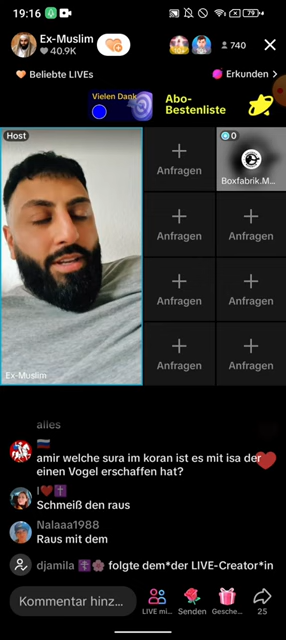 19:16
79
Ex-Muslim
40.9K
740
Beliebte LIVEs
Erkunden >
Vielen Dank
Abo-
Bestenliste
Host
0
Anfragen
Boxfabrik.M...
Anfragen
Anfragen
Anfragen
Anfragen
Anfragen
Anfragen
Ex-Muslim
alles
amir welche sura im koran ist es mit isa der
einen Vogel erschaffen hat?
Schmeiß den raus
Nalaaa1988
Raus mit dem
djamila folgte dem*der LIVE-Creator*in
Kommentar hinz...
LIVE mi...
Senden
Gesche...
25